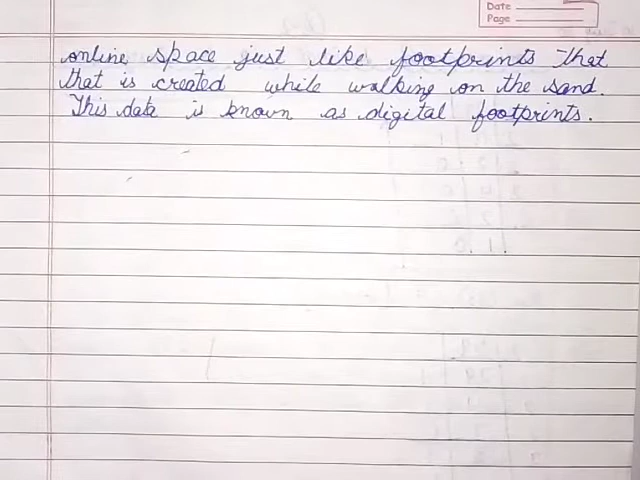 Date
Page
online space just like footprints that
that is created while walking on the sand.
This data is known as digital footprints.